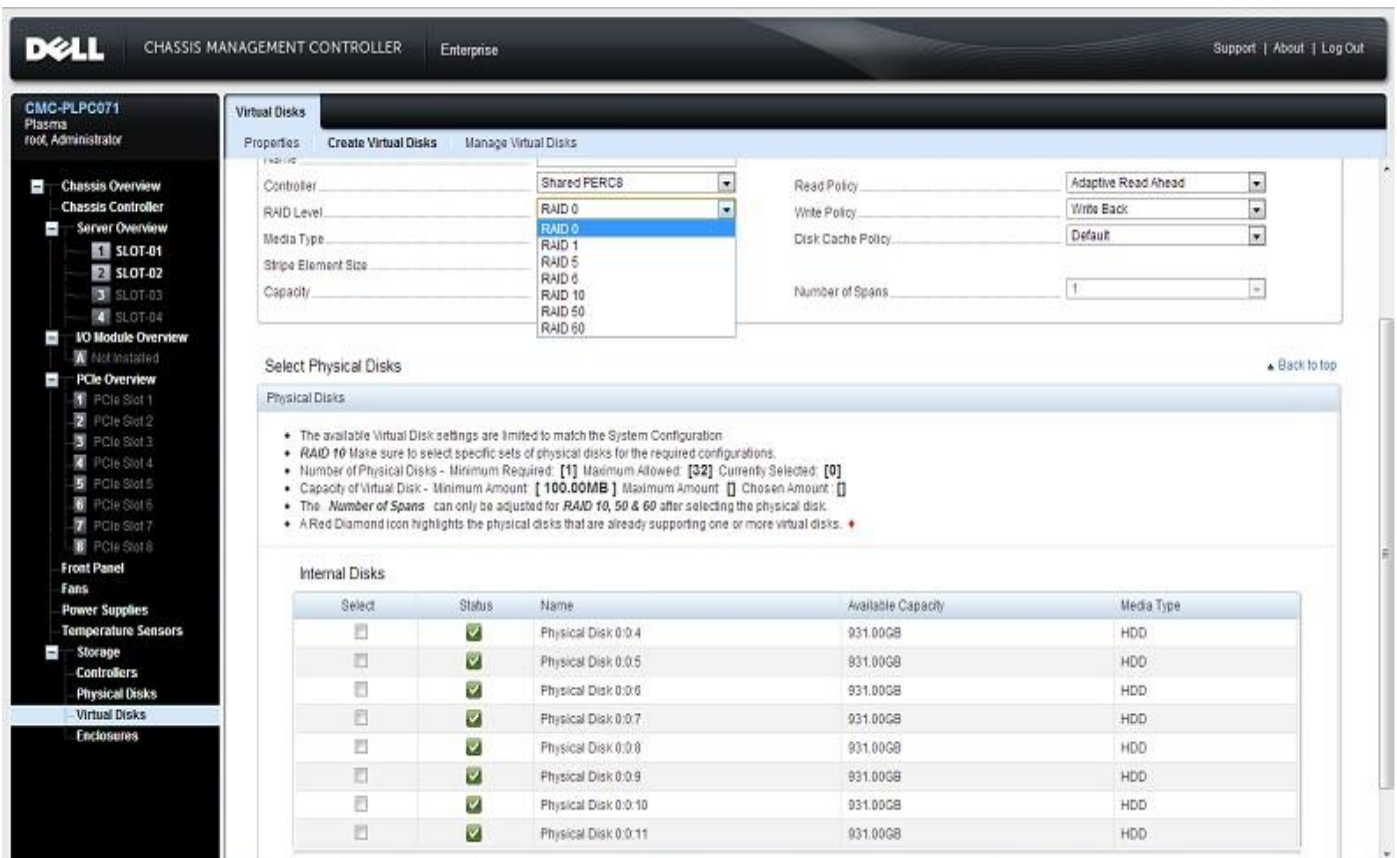 DELL CHASSIS MANAGEMENT CONTROLLER Enterprise Support | About | Log Out
CMC-PLPC071
Plasma
root, Administrator
Chassis Overview
Chassis Controller
Server Overview
1 SLOT-01
2 SLOT-02
3 SLOT-03
4 SLOT-04
I/O Module Overview
A Not Installed
PCIe Overview
1 PCIe Slot 1
2 PCIe Slot 2
3 PCIe Slot 3
4 PCIe Slot 4
5 PCIe Slot 5
6 PCIe Slot 6
7 PCIe Slot 7
8 PCIe Slot 8
Front Panel
Fans
Power Supplies
Temperature Sensors
Storage
Controllers
Physical Disks
Virtual Disks
Enclosures
Virtual Disks
Properties Create Virtual Disks Manage Virtual Disks
Name
Controller Shared PERC8
RAID Level RAID 0
RAID 0
RAID 1
RAID 5
RAID 6
RAID 10
RAID 50
RAID 60
Media Type
Stripe Element Size
Capacity
Read Policy Adaptive Read Ahead
Write Policy Write Back
Disk Cache Policy Default
Number of Spans 1
Select Physical Disks Back to top
Physical Disks
The available Virtual Disk settings are limited to match the System Configuration
RAID 10 Make sure to select specific sets of physical disks for the required configurations.
Number of Physical Disks - Minimum Required: [1] Maximum Allowed: [32] Currently Selected: [0]
Capacity of Virtual Disk - Minimum Amount: [ 100.00MB ] Maximum Amount: [] Chosen Amount : []
The Number of Spans can only be adjusted for RAID 10, 50 & 60 after selecting the physical disk.
A Red Diamond icon highlights the physical disks that are already supporting one or more virtual disks.
Internal Disks
Select Status Name Available Capacity Media Type
Physical Disk 0:0:4 931.00GB HDD
Physical Disk 0:0:5 931.00GB HDD
Physical Disk 0:0:6 931.00GB HDD
Physical Disk 0:0:7 931.00GB HDD
Physical Disk 0:0:8 931.00GB HDD
Physical Disk 0:0:9 931.00GB HDD
Physical Disk 0:0:10 931.00GB HDD
Physical Disk 0:0:11 931.00GB HDD